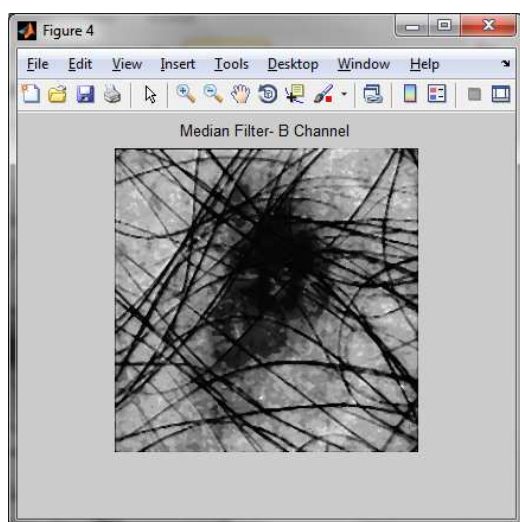 Figure 4
File Edit View Insert Tools Desktop Window Help
Median Filter- B Channel